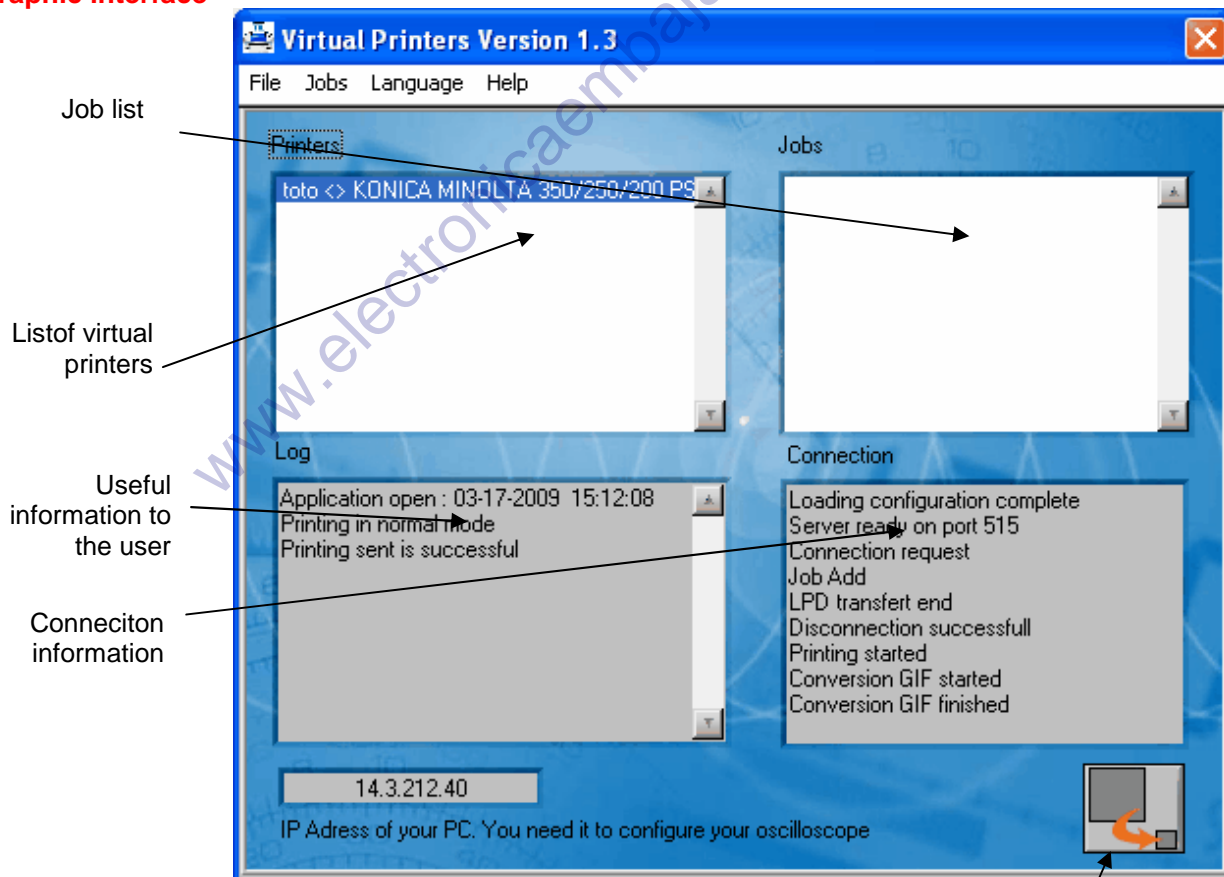 Virtual Printers Version 1.3
File Jobs Language Help
Job list
Printers
Jobs
toto <> KONICA MINOLTA 350/250/200 PS
Listof virtual
printers
Log
Connection
Useful
information to
the user
Application open : 03-17-2009 15:12:08
Printing in normal mode
Printing sent is successful
Loading configuration complete
Server ready on port 515
Connection request
Job Add
LPD transfert end
Disconnection successfull
Printing started
Conversion GIF started
Conversion GIF finished
Conneciton
information
14.3.212.40
IP Adress of your PC. You need it to configure your oscilloscope